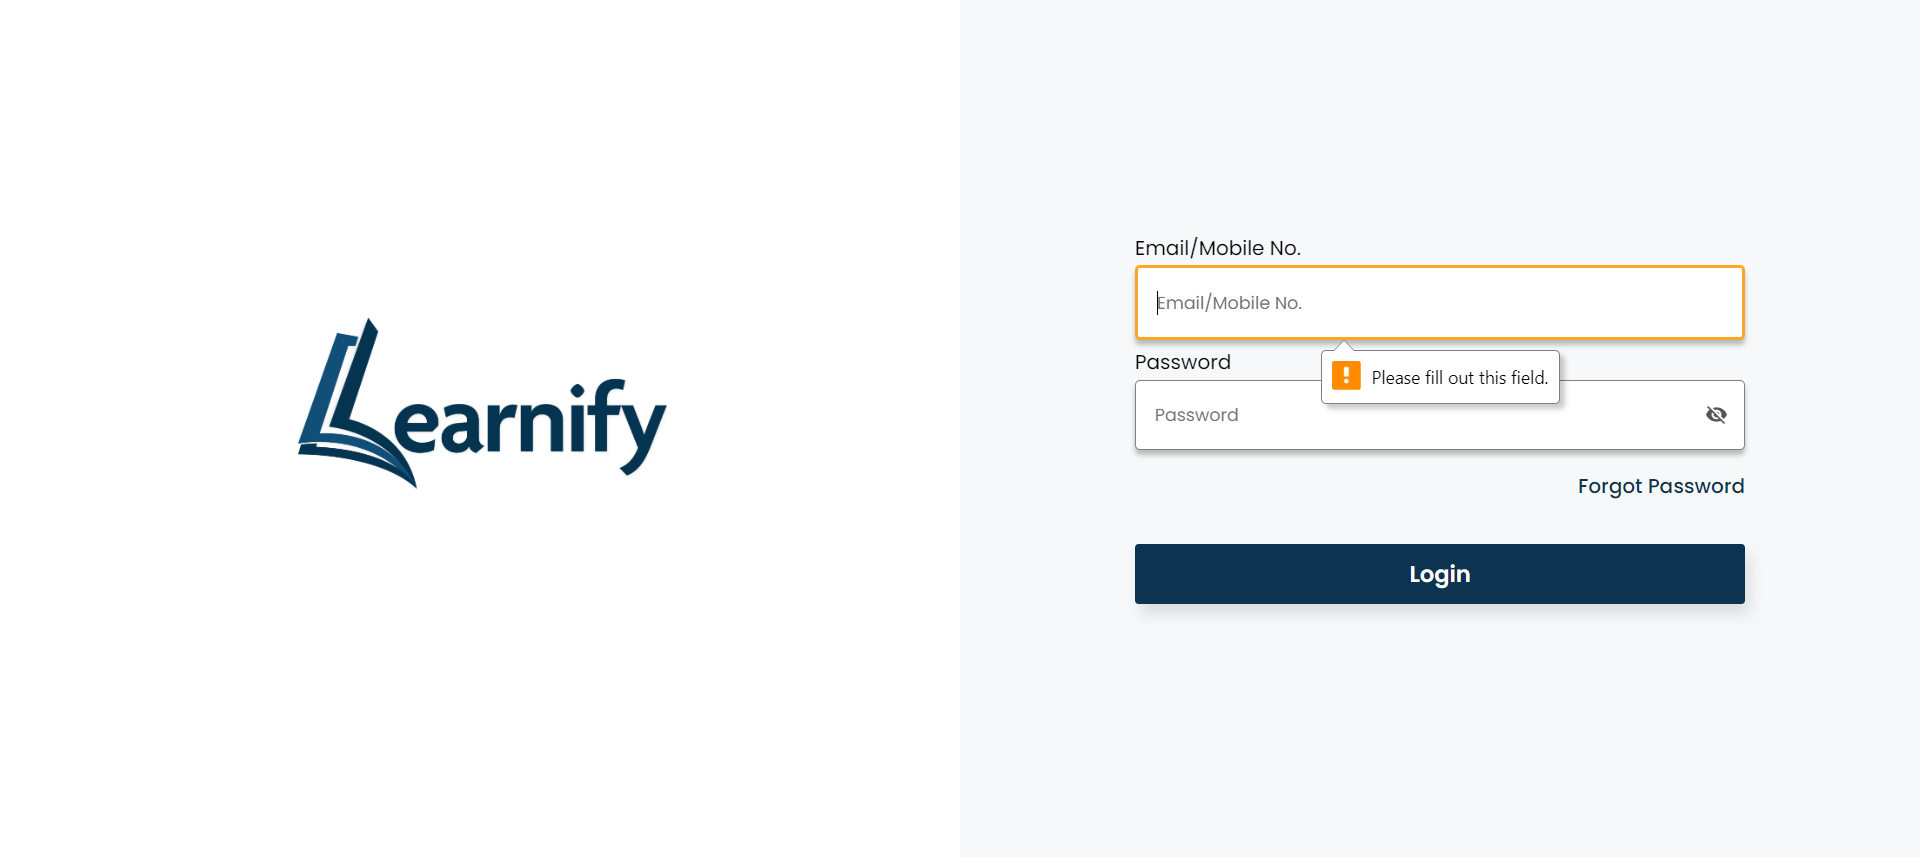 Learnify
Email/Mobile No.
Email/Mobile No.
Password
Please fill out this field.
Password
Forgot Password
Login